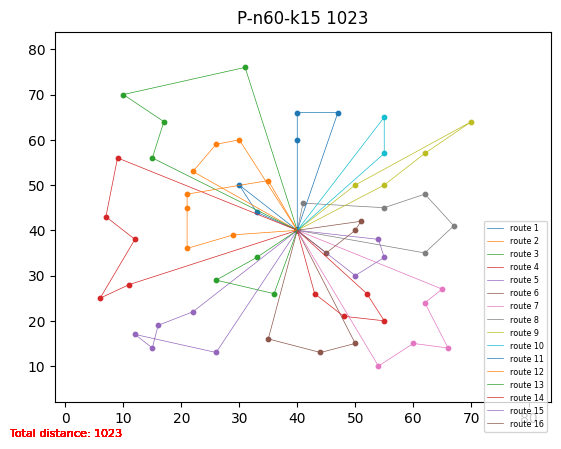 P-n60-k15 1023
80
70
60
50
40
30
20
10
0 10 20 30 40 50 60 70 80
route 1
route 2
route 3
route 4
route 5
route 6
route 7
route 8
route 9
route 10
route 11
route 12
route 13
route 14
route 15
route 16
Total distance: 1023